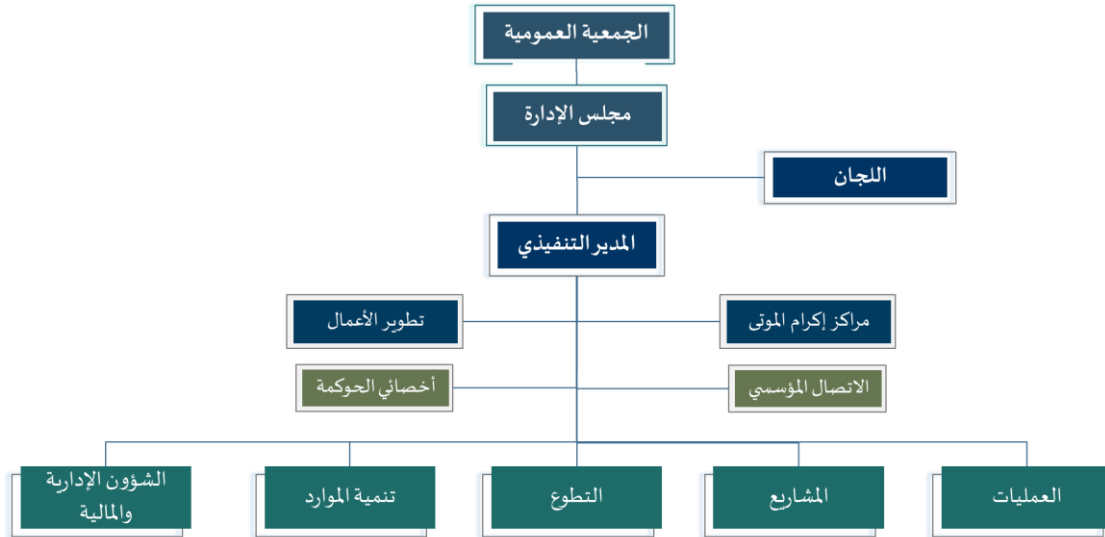 الجمعية العمومية
مجلس الإدارة
اللجان
المدير التنفيذي
مراكز إكرام الموتى
تطوير الأعمال
الاتصال المؤسسي
أخصائي الحوكمة
العمليات
المشاريع
التطوع
تنمية الموارد
الشؤون الإدارية
والمالية